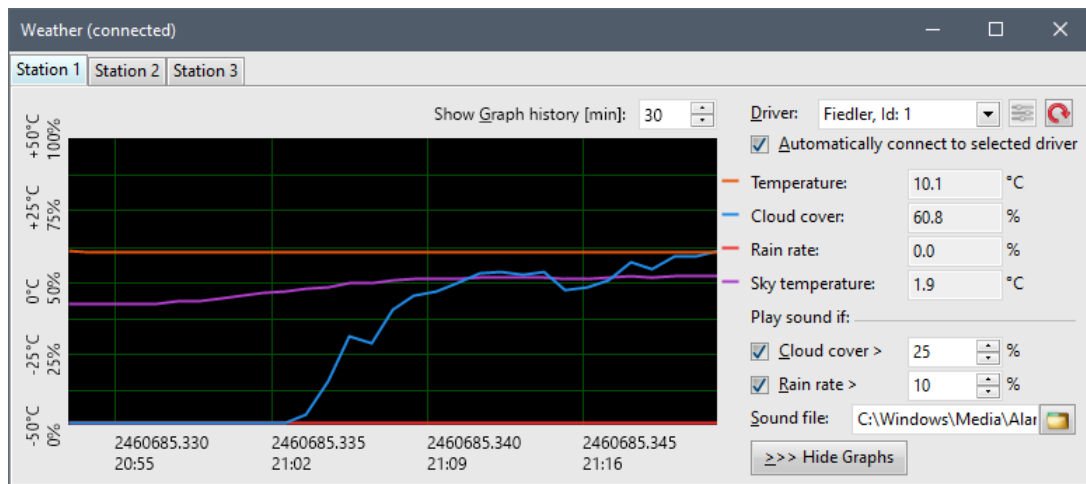 Weather (connected)
Station 1 Station 2 Station 3
Show Graph history [min]: 30
+50°C +25°C 0°C -25°C -50°C
100% 75% 50% 25% 0%
2460685.330 2460685.335 2460685.340 2460685.345
20:55 21:02 21:09 21:16
Driver: Fiedler, Id: 1
Automatically connect to selected driver
Temperature: 10.1 °C
Cloud cover: 60.8 %
Rain rate: 0.0 %
Sky temperature: 1.9 °C
Play sound if:
Cloud cover > 25 %
Rain rate > 10 %
Sound file: C:\Windows\Media\Alar
>>> Hide Graphs